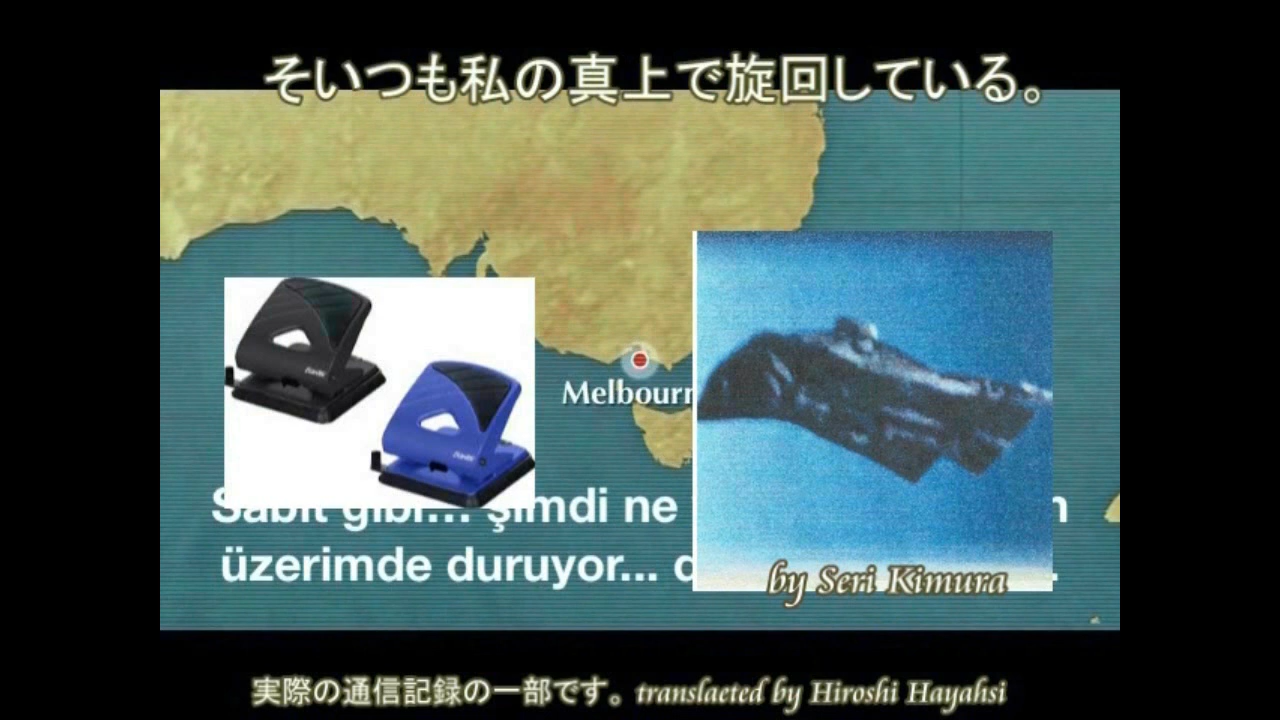 そいつも私の真上で旋回している。
Melbourn
Sabit gibi... şimdi ne
üzerimde duruyor...
by Seri Kimura
実際の通信記録の一部です。translaeted by Hiroshi Hayahsi